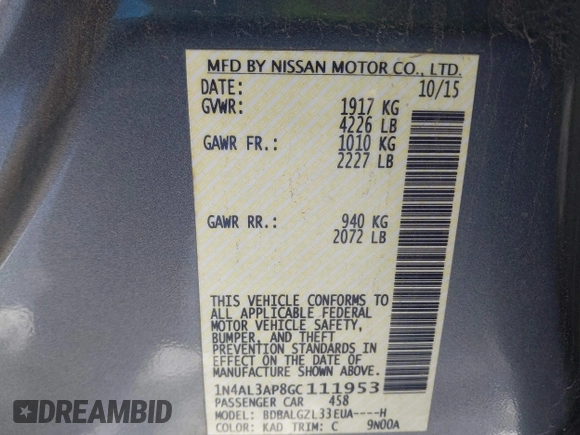 MFD BY NISSAN MOTOR CO., LTD.
DATE: 10/15
GVWR: 1917 KG
4226 LB
GAWR FR.: 1010 KG
2227 LB
GAWR RR.: 940 KG
2072 LB
THIS VEHICLE CONFORMS TO
ALL APPLICABLE FEDERAL
MOTOR VEHICLE SAFETY,
BUMPER, AND THEFT
PREVENTION STANDARDS IN
EFFECT ON THE DATE OF
MANUFACTURE SHOWN ABOVE.
1N4AL3AP8GC111953
PASSENGER CAR 458
MODEL: BDBALGZL33EUA----H
COLOR: KAD TRIM: C 9N00A
AUTOBIDMASTER